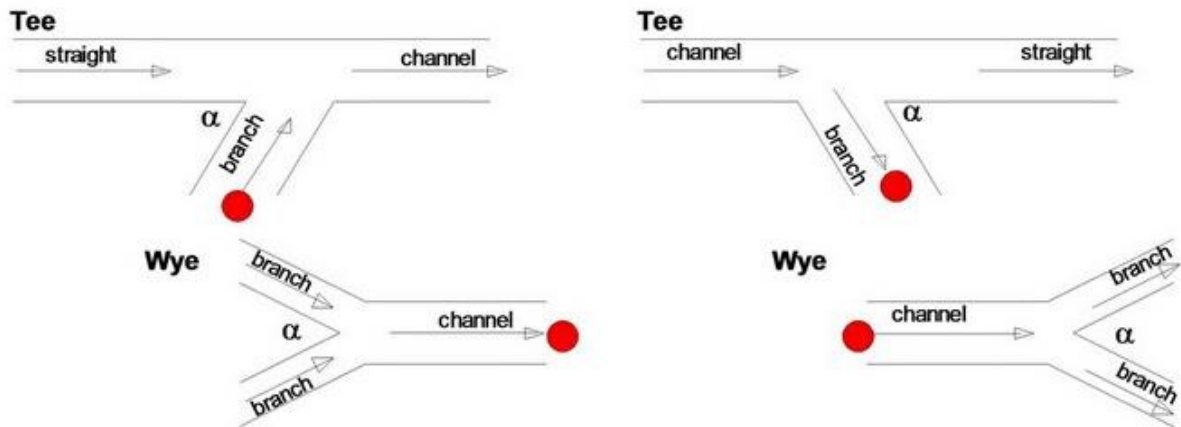 Tee
straight
channel
α
branch
Tee
channel
straight
branch
α
Wye
branch
α
channel
branch
Wye
channel
branch
α
branch